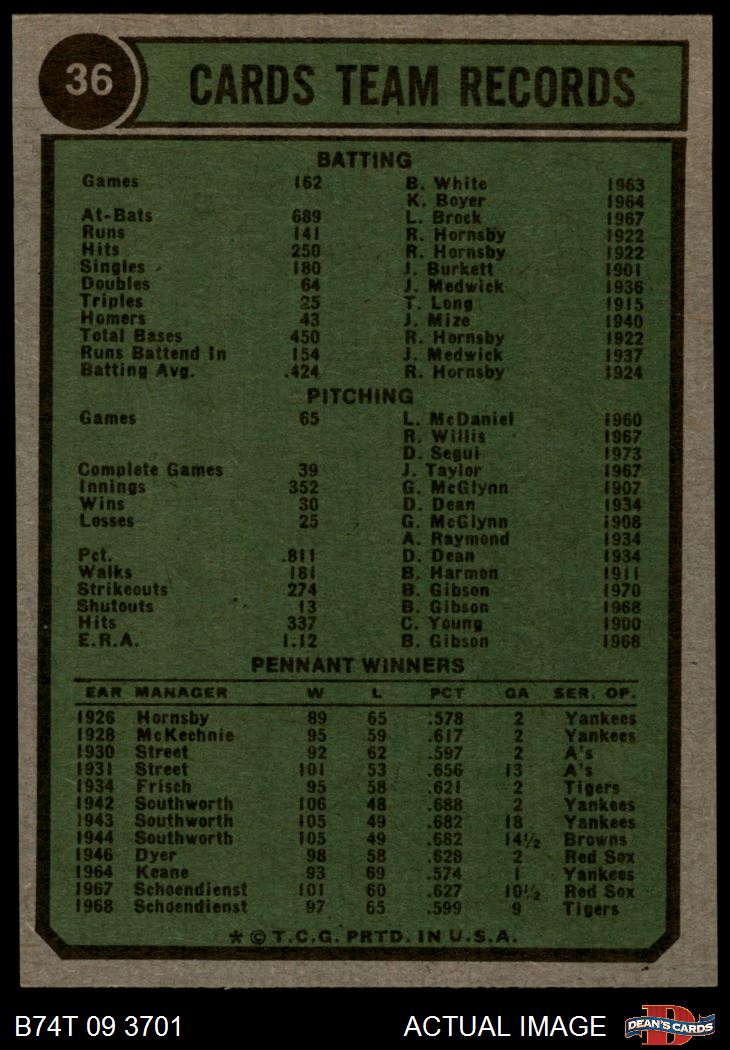 36 CARDS TEAM RECORDS
BATTING
Games 162 B. White 1963
K. Boyer 1964
At-Bats 689 L. Brock 1967
Runs 141 R. Hornsby 1922
Hits 250 R. Hornsby 1922
Singles 180 J. Burkett 1901
Doubles 64 J. Medwick 1936
Triples 25 T. Long 1915
Homers 43 J. Mize 1940
Total Bases 450 R. Hornsby 1922
Runs Battend In 154 J. Medwick 1937
Batting Avg. .424 R. Hornsby 1924
PITCHING
Games 65 L. McDaniel 1960
R. Willis 1967
D. Segui 1973
Complete Games 39 J. Taylor 1967
Innings 352 G. McGlynn 1907
Wins 30 D. Dean 1934
Losses 25 G. McGlynn 1908
A. Raymond 1934
Pct. .811 D. Dean 1934
Walks 181 B. Harmon 1911
Strikeouts 274 B. Gibson 1970
Shutouts 13 B. Gibson 1968
Hits 337 C. Young 1900
E.R.A. 1.12 B. Gibson 1968
PENNANT WINNERS
EAR MANAGER W L PCT GA SER. OP.
1926 Hornsby 89 65 .578 2 Yankees
1928 McKechnie 95 59 .617 2 Yankees
1930 Street 92 62 .597 2 A's
1931 Street 101 53 .656 13 A's
1934 Frisch 95 58 .621 2 Tigers
1942 Southworth 106 48 .688 2 Yankees
1943 Southworth 105 49 .682 18 Yankees
1944 Southworth 105 49 .682 14½ Browns
1946 Dyer 98 58 .628 2 Red Sox
1964 Keane 93 69 .574 1 Yankees
1967 Schoendienst 101 60 .627 10½ Red Sox
1968 Schoendienst 97 65 .599 9 Tigers
* © T.C.G. PRTD. IN U.S.A.
B74T 09 3701 ACTUAL IMAGE D DEAN'S CARDS